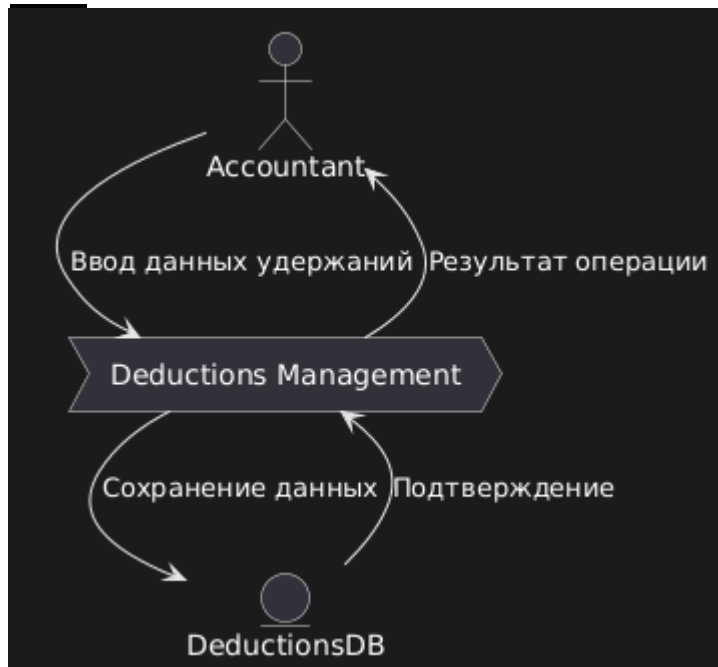 Accountant
Ввод данных удержаний
Результат операции
Deductions Management
Сохранение данных
Подтверждение
DeductionsDB